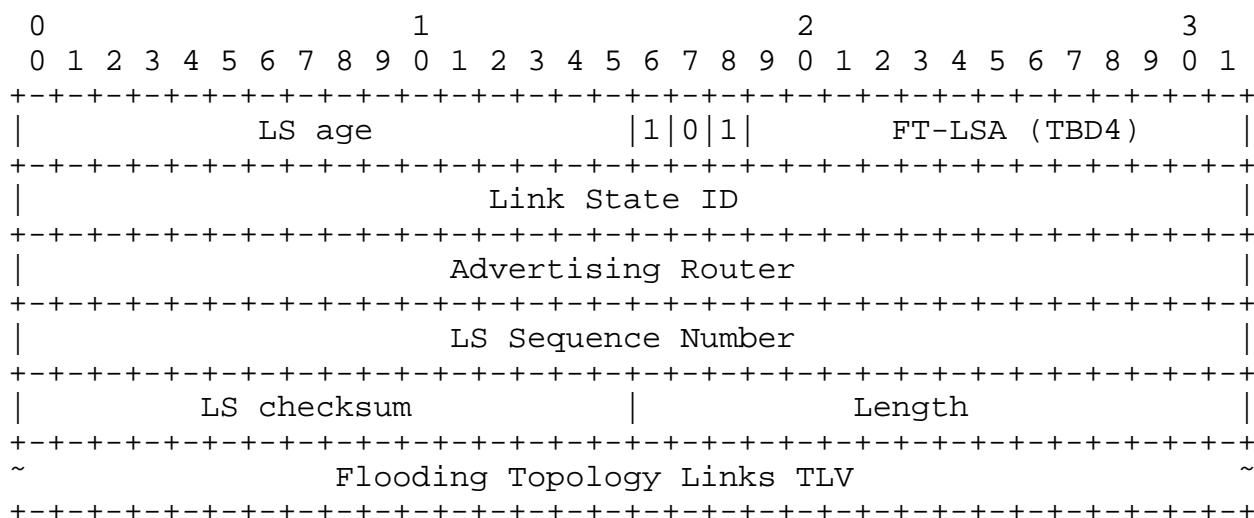 0                   1                   2                   3
 0 1 2 3 4 5 6 7 8 9 0 1 2 3 4 5 6 7 8 9 0 1 2 3 4 5 6 7 8 9 0 1
+-+-+-+-+-+-+-+-+-+-+-+-+-+-+-+-+-+-+-+-+-+-+-+-+-+-+-+-+-+-+-+-+
|            LS age             |1|0|1|       FT-LSA (TBD4)     |
+-+-+-+-+-+-+-+-+-+-+-+-+-+-+-+-+-+-+-+-+-+-+-+-+-+-+-+-+-+-+-+-+
|                        Link State ID                          |
+-+-+-+-+-+-+-+-+-+-+-+-+-+-+-+-+-+-+-+-+-+-+-+-+-+-+-+-+-+-+-+-+
|                      Advertising Router                       |
+-+-+-+-+-+-+-+-+-+-+-+-+-+-+-+-+-+-+-+-+-+-+-+-+-+-+-+-+-+-+-+-+
|                      LS Sequence Number                       |
+-+-+-+-+-+-+-+-+-+-+-+-+-+-+-+-+-+-+-+-+-+-+-+-+-+-+-+-+-+-+-+-+
|         LS checksum           |           Length              |
+-+-+-+-+-+-+-+-+-+-+-+-+-+-+-+-+-+-+-+-+-+-+-+-+-+-+-+-+-+-+-+-+
~                Flooding Topology Links TLV                    ~
+-+-+-+-+-+-+-+-+-+-+-+-+-+-+-+-+-+-+-+-+-+-+-+-+-+-+-+-+-+-+-+-+